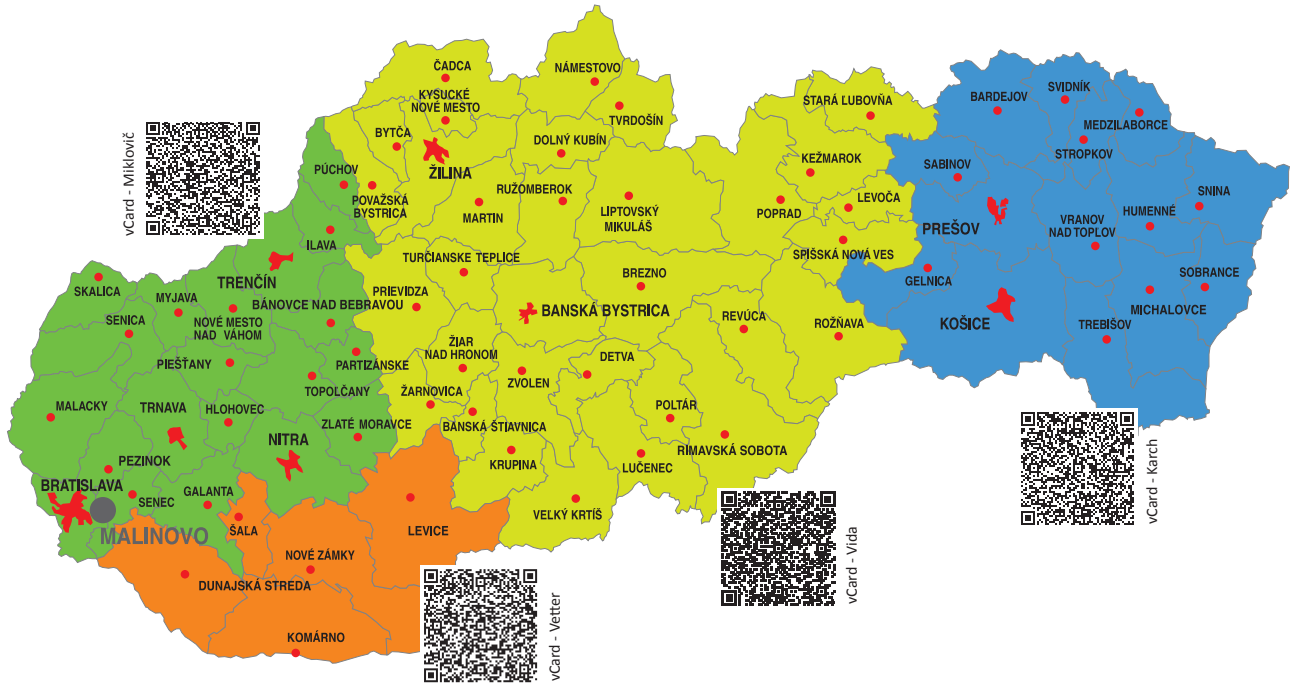 ČADCA
KYSUCKÉ
NOVÉ MESTO
BYTČA
ŽILINA
NÁMESTOVO
TVRDOŠÍN
DOLNÝ KUBÍN
RUŽOMBEROK
MARTIN
LIPTOVSKÝ
MIKULÁŠ
STARÁ LUBOVŇA
KEŽMAROK
POPRAD
LEVOČA
SPIŠSKÁ NOVÁ VES
BARDEJOV
SVIDNÍK
MEDZILABORCE
STROPKOV
SABINOV
SNINA
PREŠOV
VRANOV
NAD TOPLOV
HUMENNÉ
GELNICA
SOBRANCE
MICHALOVCE
KOŠICE
TREBIŠOV
vCard - Miklovič
PÚCHOV
POVAŽSKÁ
BYSTRICA
ILAVA
TRENČÍN
TURČIANSKE TEPLICE
SKALICA
MYJAVA
BÁNOVCE NAD BEBRAVOU
PRIEVIDZA
BREZNO
BANSKÁ BYSTRICA
SENICA
NOVÉ MESTO
NAD VÁHOM
REVÚCA
ROŽŇAVA
PIEŠŤANY
PARTIZÁNSKE
ŽIAR
NAD HRONOM
DETVA
ZVOLEN
TOPOLČANY
ŽARNOVICA
MALACKY
TRNAVA
HLOHOVEC
ZLATÉ MORAVCE
BANSKÁ ŠTIAVNICA
POLTÁR
NITRA
KRUPINA
RIMAVSKÁ SOBOTA
LUČENEC
PEZINOK
BRATISLAVA
SENEC
GALANTA
VEĽKÝ KRTÍŠ
MALINOVO
ŠALA
LEVICE
NOVÉ ZÁMKY
DUNAJSKÁ STREDA
KOMÁRNO
vCard - Vetter
vCard - Vida
vCard - Karch